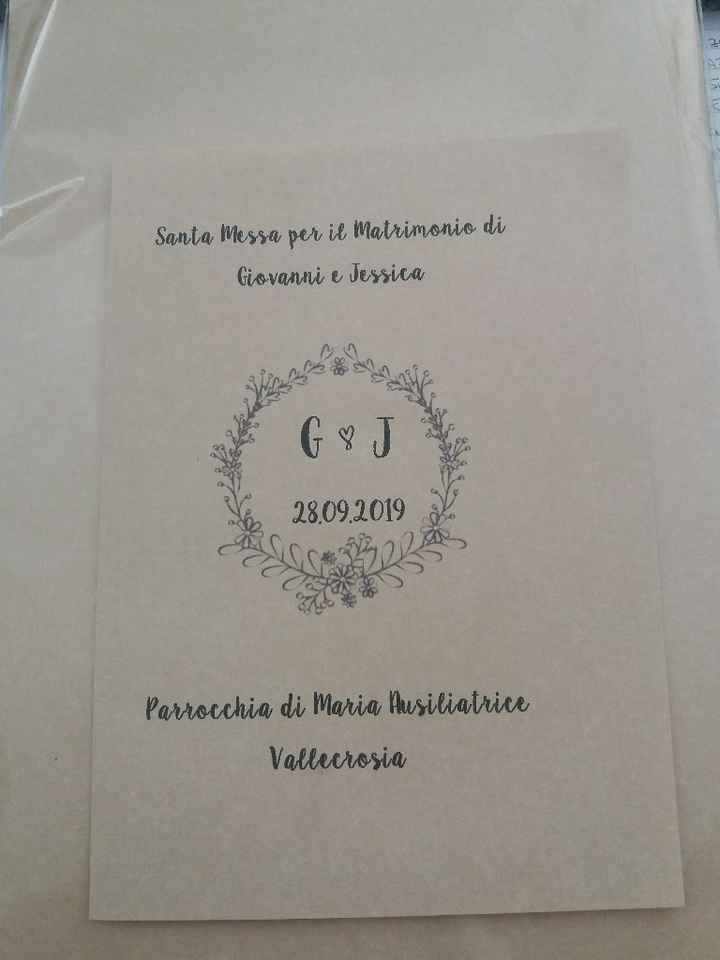 Santa Messa per il Matrimonio di
Giovanni e Jessica
G & J
28.09.2019
Parrocchia di Maria Ausiliatrice
Vallecrosia